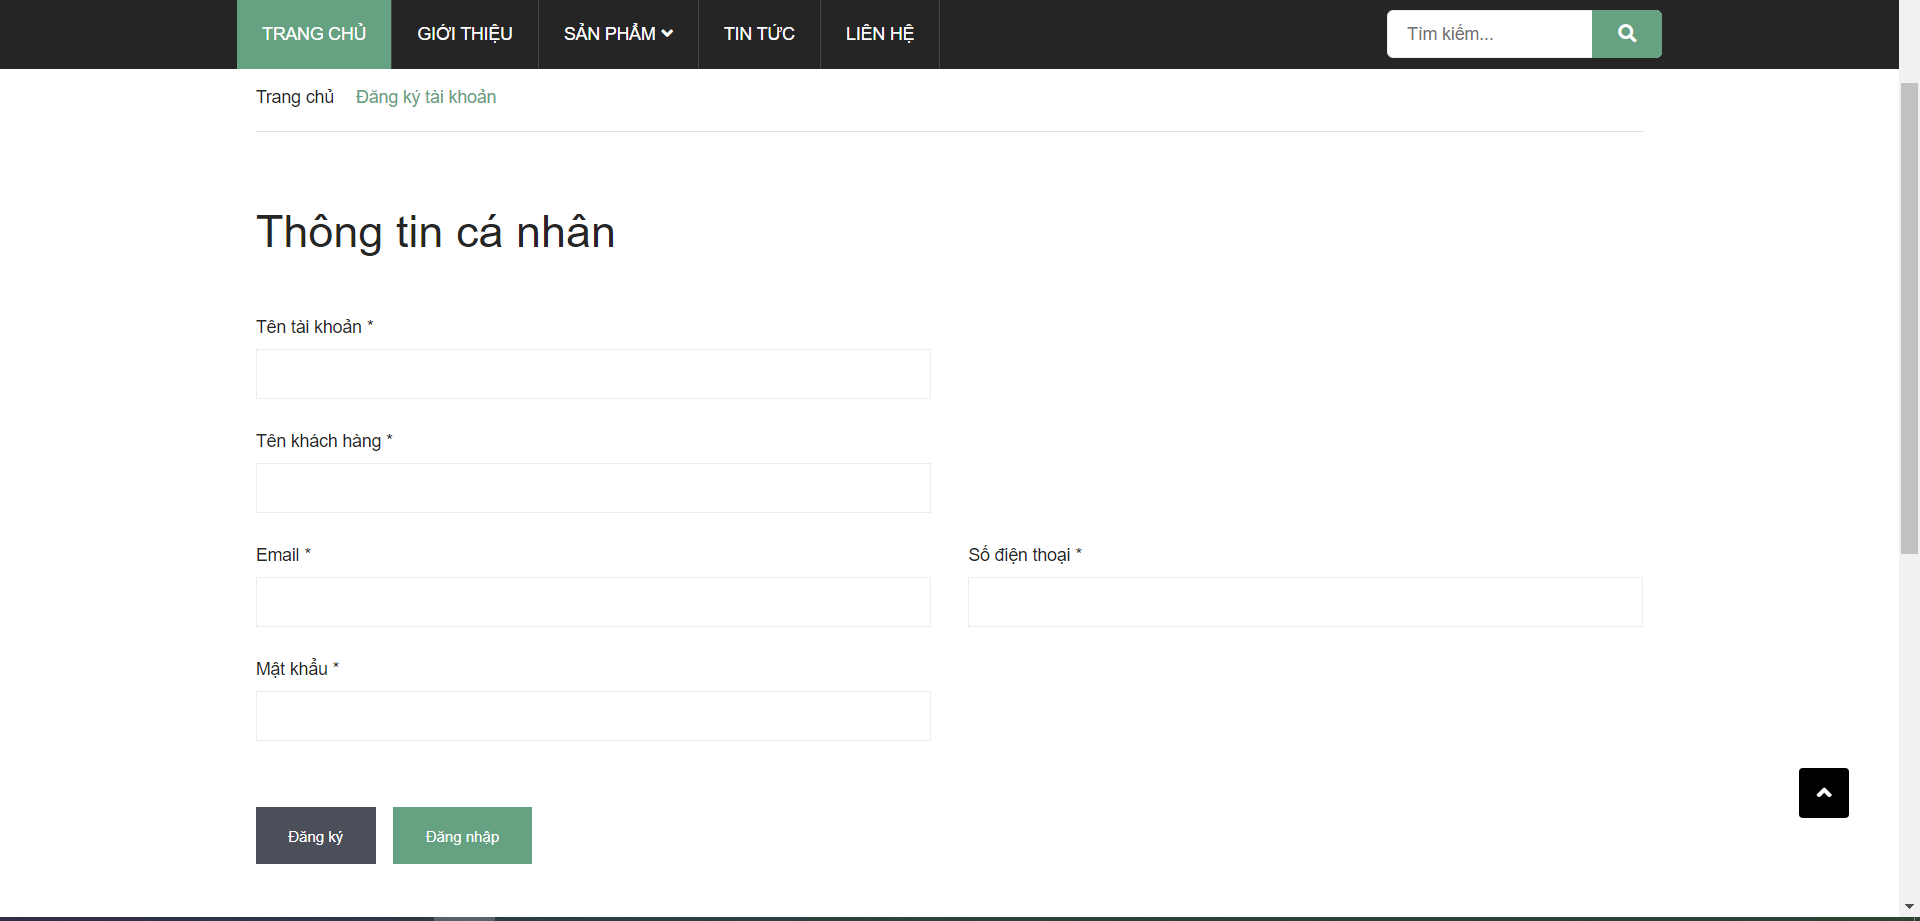 TRANG CHỦ GIỚI THIỆU SẢN PHẨM TIN TỨC LIÊN HỆ Tìm kiếm...
Trang chủ Đăng ký tài khoản
Thông tin cá nhân
Tên tài khoản *
Tên khách hàng *
Email * Số điện thoại *
Mật khẩu *
Đăng ký Đăng nhập